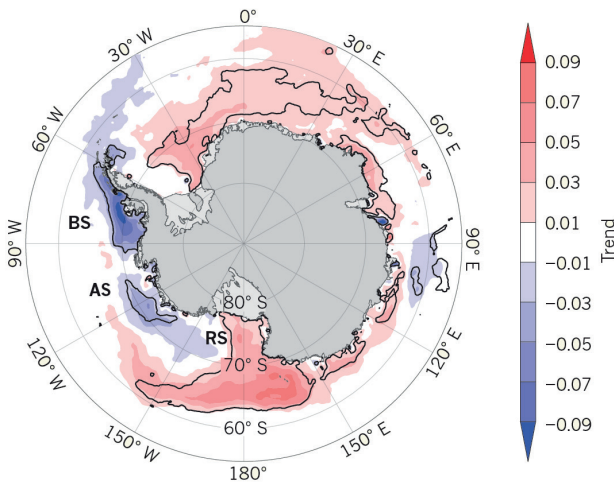 0°
30° E
60° E
90° E
120° E
150° E
180°
150° W
120° W
90° W
60° W
30° W
BS
AS
RS
80° S
70° S
60° S
0.09
0.07
0.05
0.03
0.01
−0.01
−0.03
−0.05
−0.07
−0.09
Trend